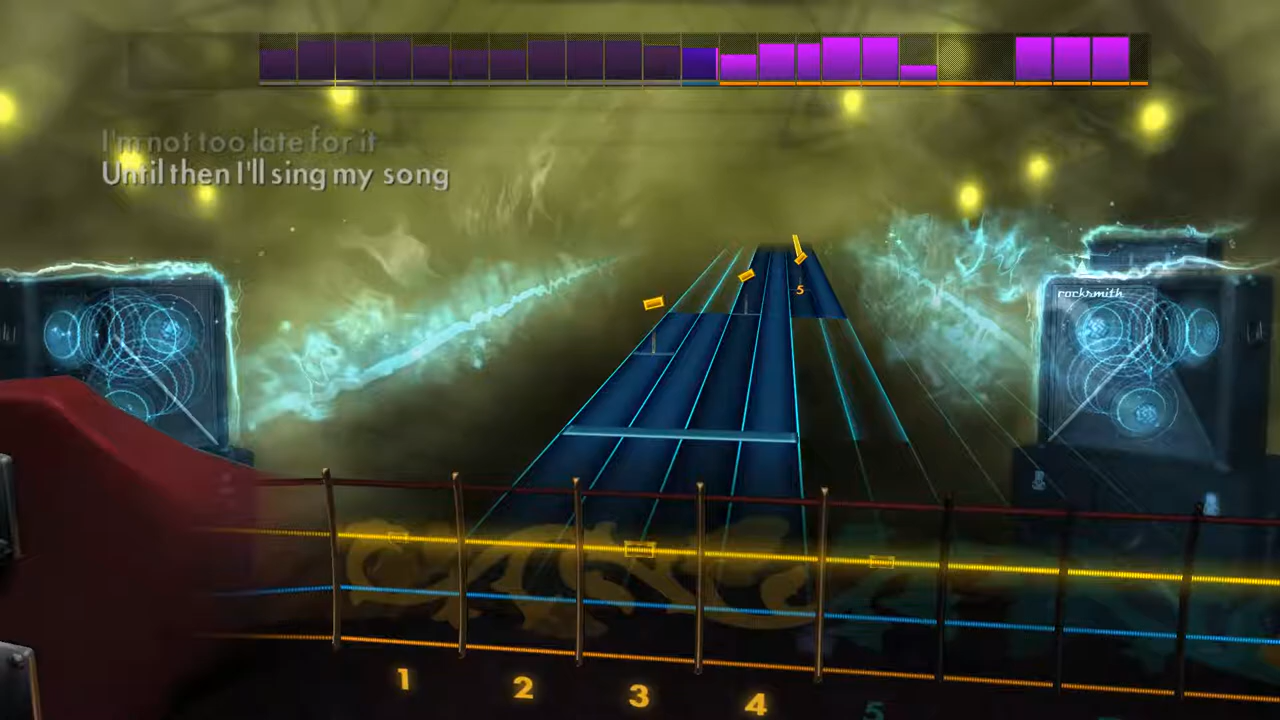 I'm not too late for it
Until then I'll sing my song
rocksmith
5
1 2 3 4 5